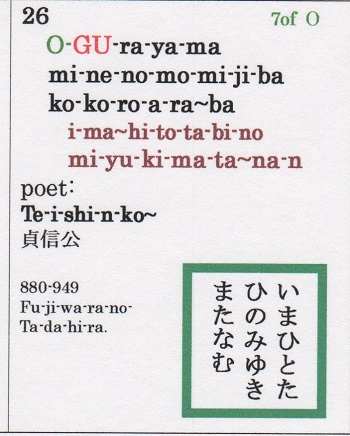 26
7of O
O-GU-ra-ya-ma
mi-ne-no-mo-mi-ji-ba
ko-ko-ro-a-ra~ba
i-ma~hi-to-ta-bi-no
mi-yu-ki-ma-ta~na-n
poet:
Te-i-shi-n-ko~
貞信公
880-949
Fu-ji-wa-ra-no-
Ta-da-hi-ra.
いまひとた
ひのみゆき
またなむ